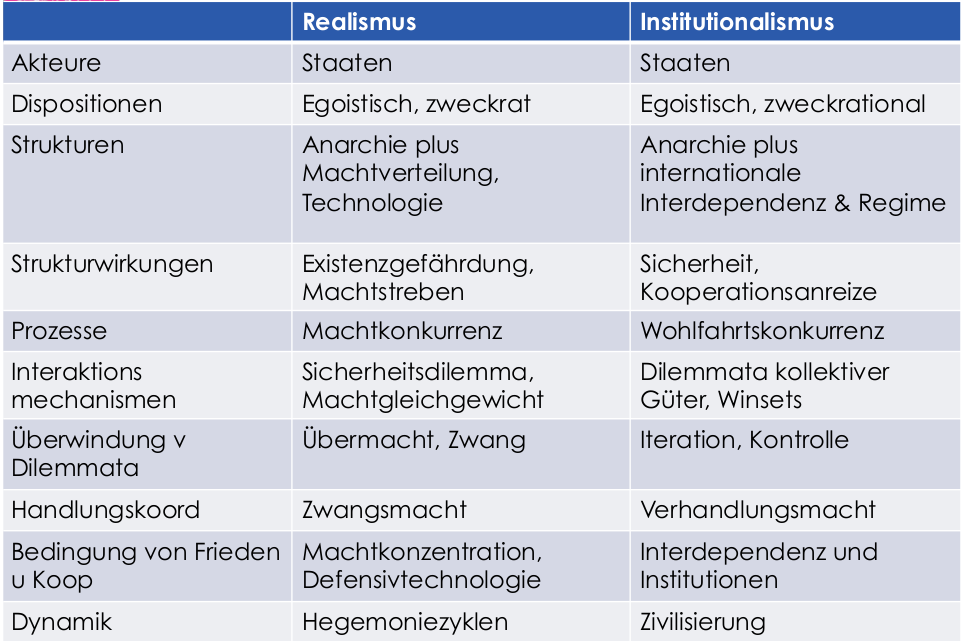 Realismus Institutionalismus
Akteure Staaten Staaten
Dispositionen Egoistisch, zweckrat Egoistisch, zweckrational
Strukturen Anarchie plus Anarchie plus
Machtverteilung, internationale
Technologie Interdependenz & Regime
Strukturwirkungen Existenzgefährdung, Sicherheit,
Machtstreben Kooperationsanreize
Prozesse Machtkonkurrenz Wohlfahrtskonkurrenz
Interaktions Sicherheitsdilemma, Dilemmata kollektiver
mechanismen Machtgleichgewicht Güter, Winsets
Überwindung v Übermacht, Zwang Iteration, Kontrolle
Dilemmata
Handlungskoord Zwangsmacht Verhandlungsmacht
Bedingung von Frieden Machtkonzentration, Interdependenz und
u Koop Defensivtechnologie Institutionen
Dynamik Hegemoniezyklen Zivilisierung